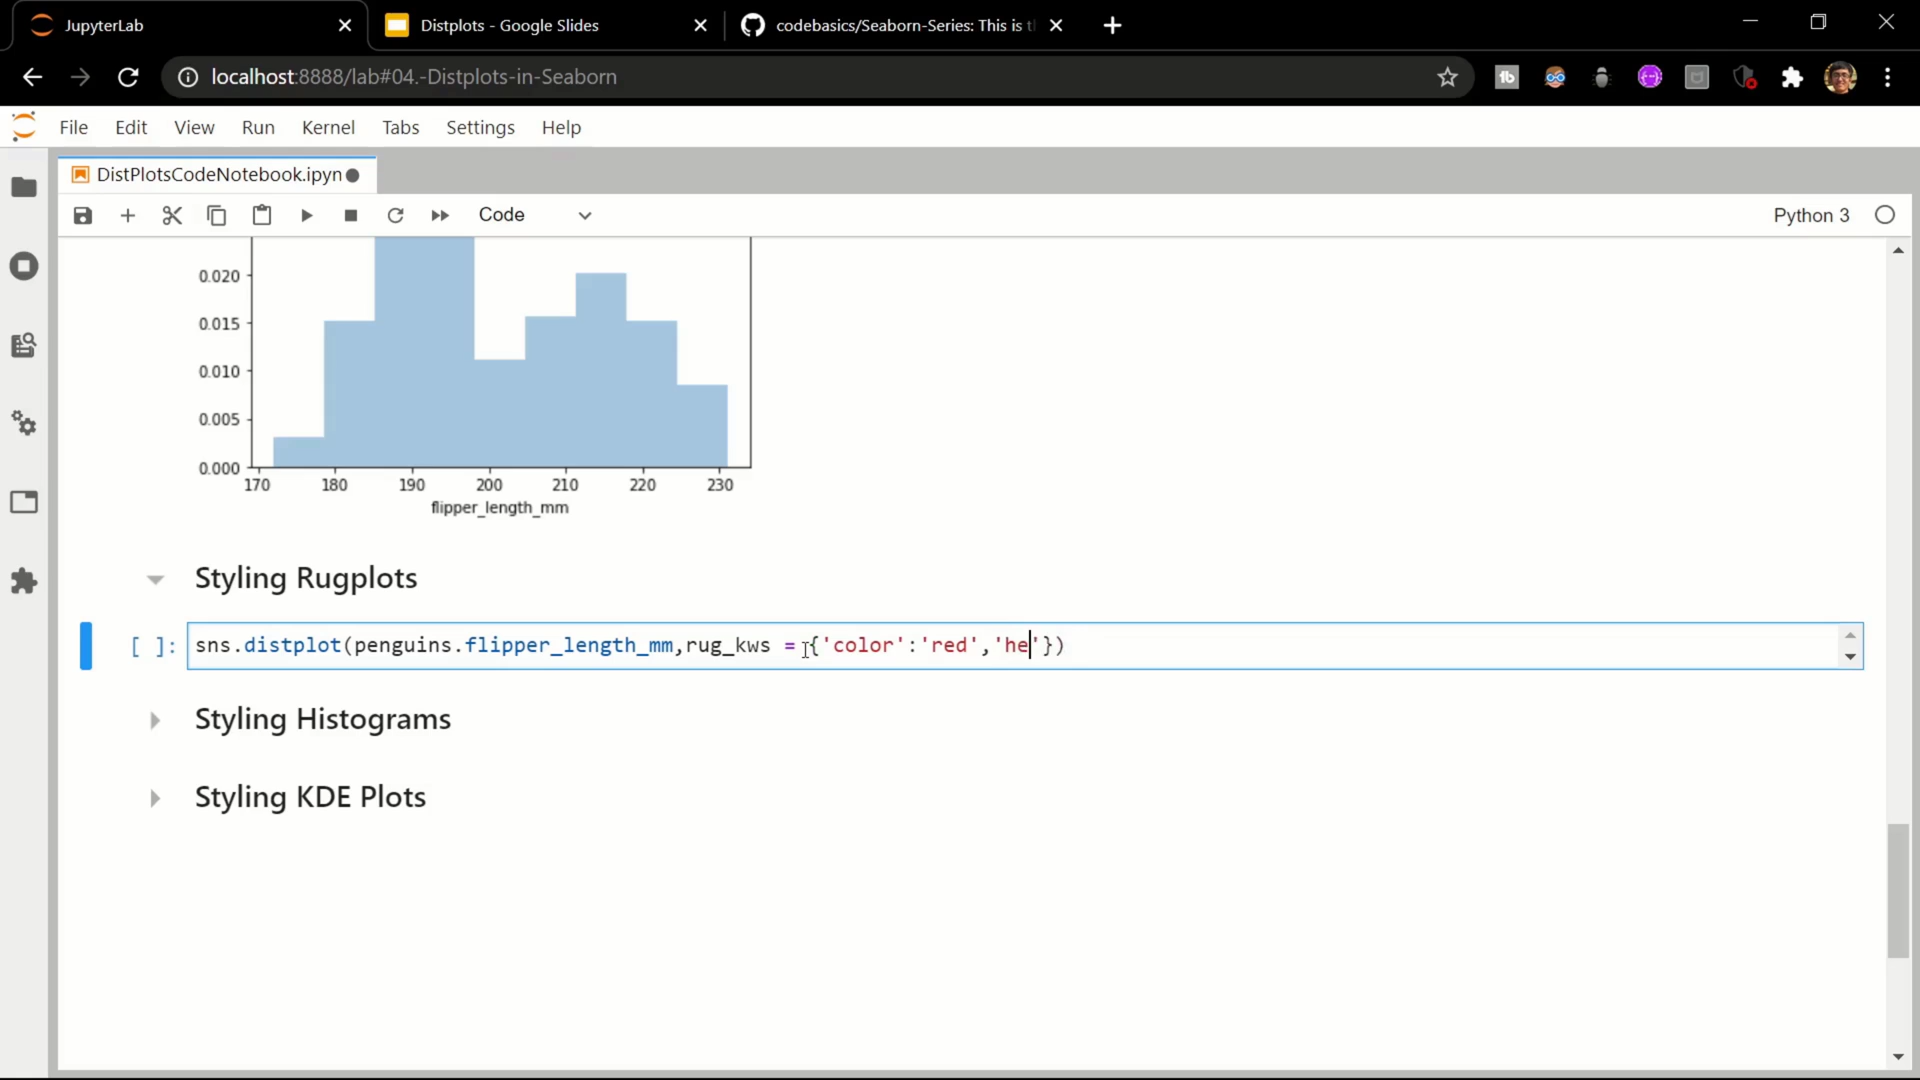 JupyterLab
Distplots - Google Slides
codebasics/Seaborn-Series: This is t
localhost:8888/lab#04.-Distplots-in-Seaborn
File Edit View Run Kernel Tabs Settings Help
DistPlotsCodeNotebook.ipyn
Code
Python 3
0.020
0.015
0.010
0.005
0.000
170 180 190 200 210 220 230
flipper_length_mm
Styling Rugplots
[ ]: sns.distplot(penguins.flipper_length_mm,rug_kws = {'color':'red','he'})
Styling Histograms
Styling KDE Plots